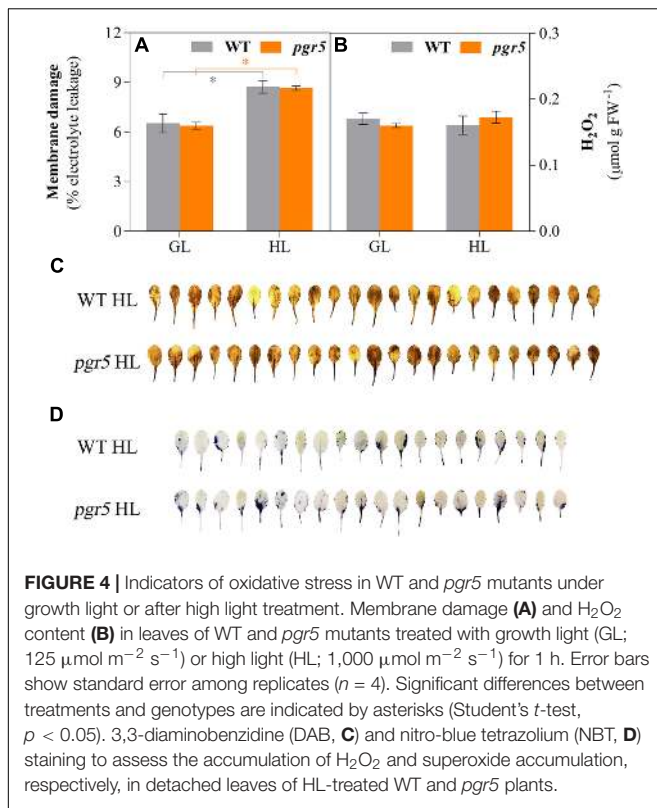 A
WT
pgr5
B
WT
pgr5
12
9
6
3
0
Membrane damage
(% electrolyte leakage)
*
*
0.3
0.2
0.1
0.0
H₂O₂
(μmol g FW⁻¹)
GL
HL
GL
HL
C
WT HL
pgr5 HL
D
WT HL
pgr5 HL
FIGURE 4 | Indicators of oxidative stress in WT and pgr5 mutants under
growth light or after high light treatment. Membrane damage (A) and H₂O₂
content (B) in leaves of WT and pgr5 mutants treated with growth light (GL;
125 μmol m⁻² s⁻¹) or high light (HL; 1,000 μmol m⁻² s⁻¹) for 1 h. Error bars
show standard error among replicates (n = 4). Significant differences between
treatments and genotypes are indicated by asterisks (Student's t-test,
p < 0.05). 3,3-diaminobenzidine (DAB, C) and nitro-blue tetrazolium (NBT, D)
staining to assess the accumulation of H₂O₂ and superoxide accumulation,
respectively, in detached leaves of HL-treated WT and pgr5 plants.